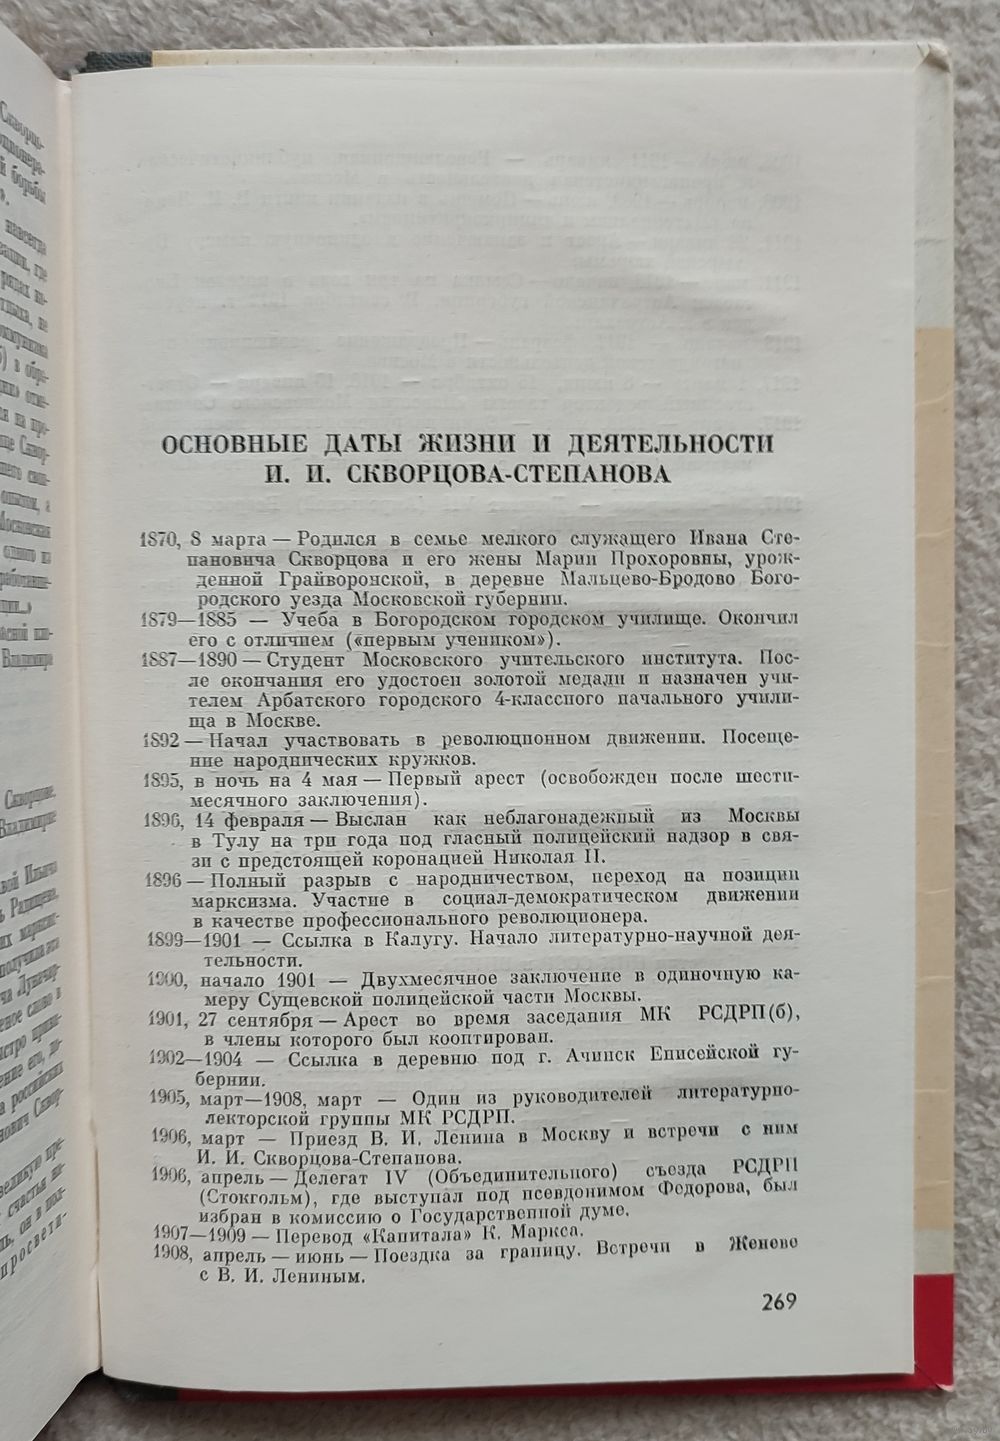 ОСНОВНЫЕ ДАТЫ ЖИЗНИ И ДЕЯТЕЛЬНОСТИ
И. И. СКВОРЦОВА-СТЕПАНОВА
1870, 8 марта — Родился в семье мелкого служащего Ивана Сте-
пановича Скворцова и его жены Марии Прохоровны, урож-
денной Грайворонской, в деревне Мальцево-Бродово Бого-
родского уезда Московской губернии.
1879—1885 — Учеба в Богородском городском училище. Окончил
его с отличием («первым учеником»).
1887—1890 — Студент Московского учительского института. Пос-
ле окончания его удостоен золотой медали и назначен учи-
телем Арбатского городского 4-классного начального учили-
ща в Москве.
1892 — Начал участвовать в революционном движении. Посеще-
ние народнических кружков.
1895, в ночь на 4 мая — Первый арест (освобожден после шести-
месячного заключения).
1896, 14 февраля — Выслан как неблагонадежный из Москвы
в Тулу на три года под гласный полицейский надзор в свя-
зи с предстоящей коронацией Николая II.
1896 — Полный разрыв с народничеством, переход на позиции
марксизма. Участие в социал-демократическом движении
в качестве профессионального революционера.
1899—1901 — Ссылка в Калугу. Начало литературно-научной дея-
тельности.
1900, начало 1901 — Двухмесячное заключение в одиночную ка-
меру Сущевской полицейской части Москвы.
1901, 27 сентября — Арест во время заседания МК РСДРП(б),
в члены которого был кооптирован.
1902—1904 — Ссылка в деревню под г. Ачинск Енисейской гу-
бернии.
1905, март—1908, март — Один из руководителей литературно-
лекторской группы МК РСДРП.
1906, март — Приезд В. И. Ленина в Москву и встречи с ним
И. И. Скворцова-Степанова.
1906, апрель — Делегат IV (Объединительного) съезда РСДРП
(Стокгольм), где выступал под псевдонимом Федорова, был
избран в комиссию о Государственной думе.
1907—1909 — Перевод «Капитала» К. Маркса.
1908, апрель — июнь — Поездка за границу. Встречи в Женеве
с В. И. Лениным.
269